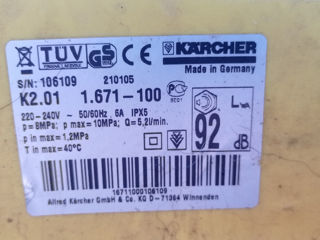 TÜV
GS
CE
KÄRCHER
Made in Germany
S/N: 106109 210105
K2.01 1.671-100
220-240V ~ 50/60Hz, 6A IPX5
p = 8MPa; p max = 10MPa; Q = 5,2l/min.
p in max = 1,2MPa
T in max = 40°C
92 dB
16711000106109
Alfred Kärcher GmbH & Co. KG D-71364 Winnenden